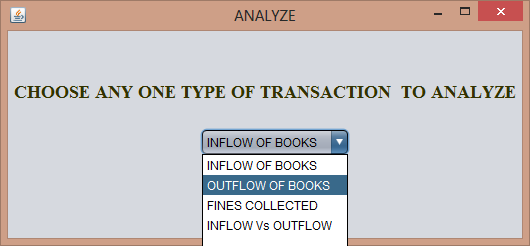 ANALYZE
CHOOSE ANY ONE TYPE OF TRANSACTION TO ANALYZE
INFLOW OF BOOKS
INFLOW OF BOOKS
OUTFLOW OF BOOKS
FINES COLLECTED
INFLOW Vs OUTFLOW